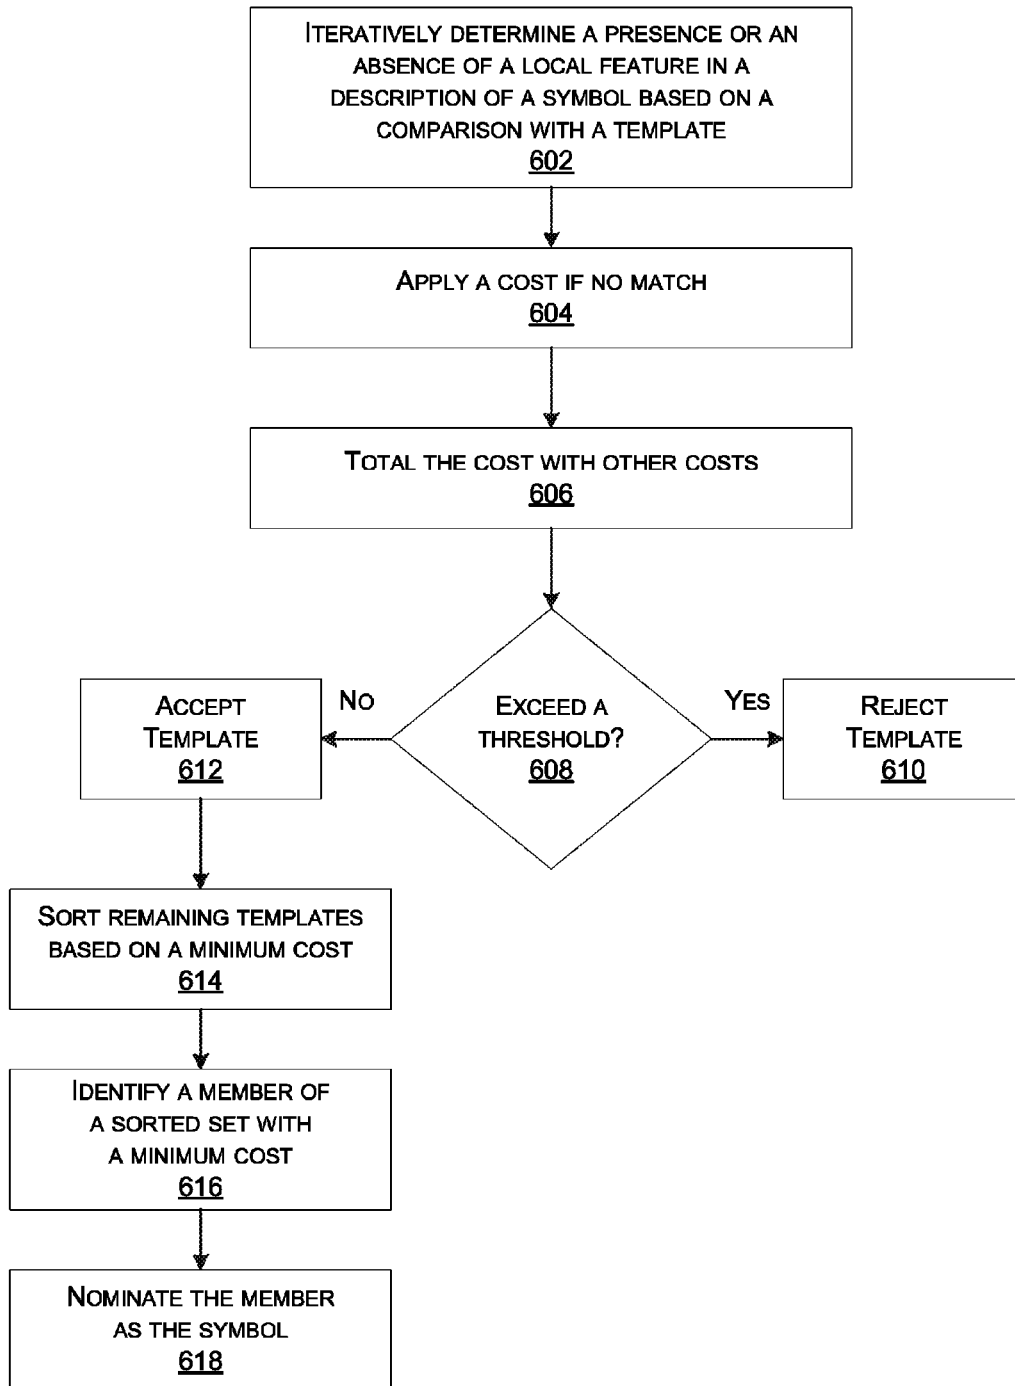 ITERATIVELY DETERMINE A PRESENCE OR AN
ABSENCE OF A LOCAL FEATURE IN A
DESCRIPTION OF A SYMBOL BASED ON A
COMPARISON WITH A TEMPLATE
602
APPLY A COST IF NO MATCH
604
TOTAL THE COST WITH OTHER COSTS
606
EXCEED A
THRESHOLD?
608
NO
YES
ACCEPT
TEMPLATE
612
REJECT
TEMPLATE
610
SORT REMAINING TEMPLATES
BASED ON A MINIMUM COST
614
IDENTIFY A MEMBER OF
A SORTED SET WITH
A MINIMUM COST
616
NOMINATE THE MEMBER
AS THE SYMBOL
618